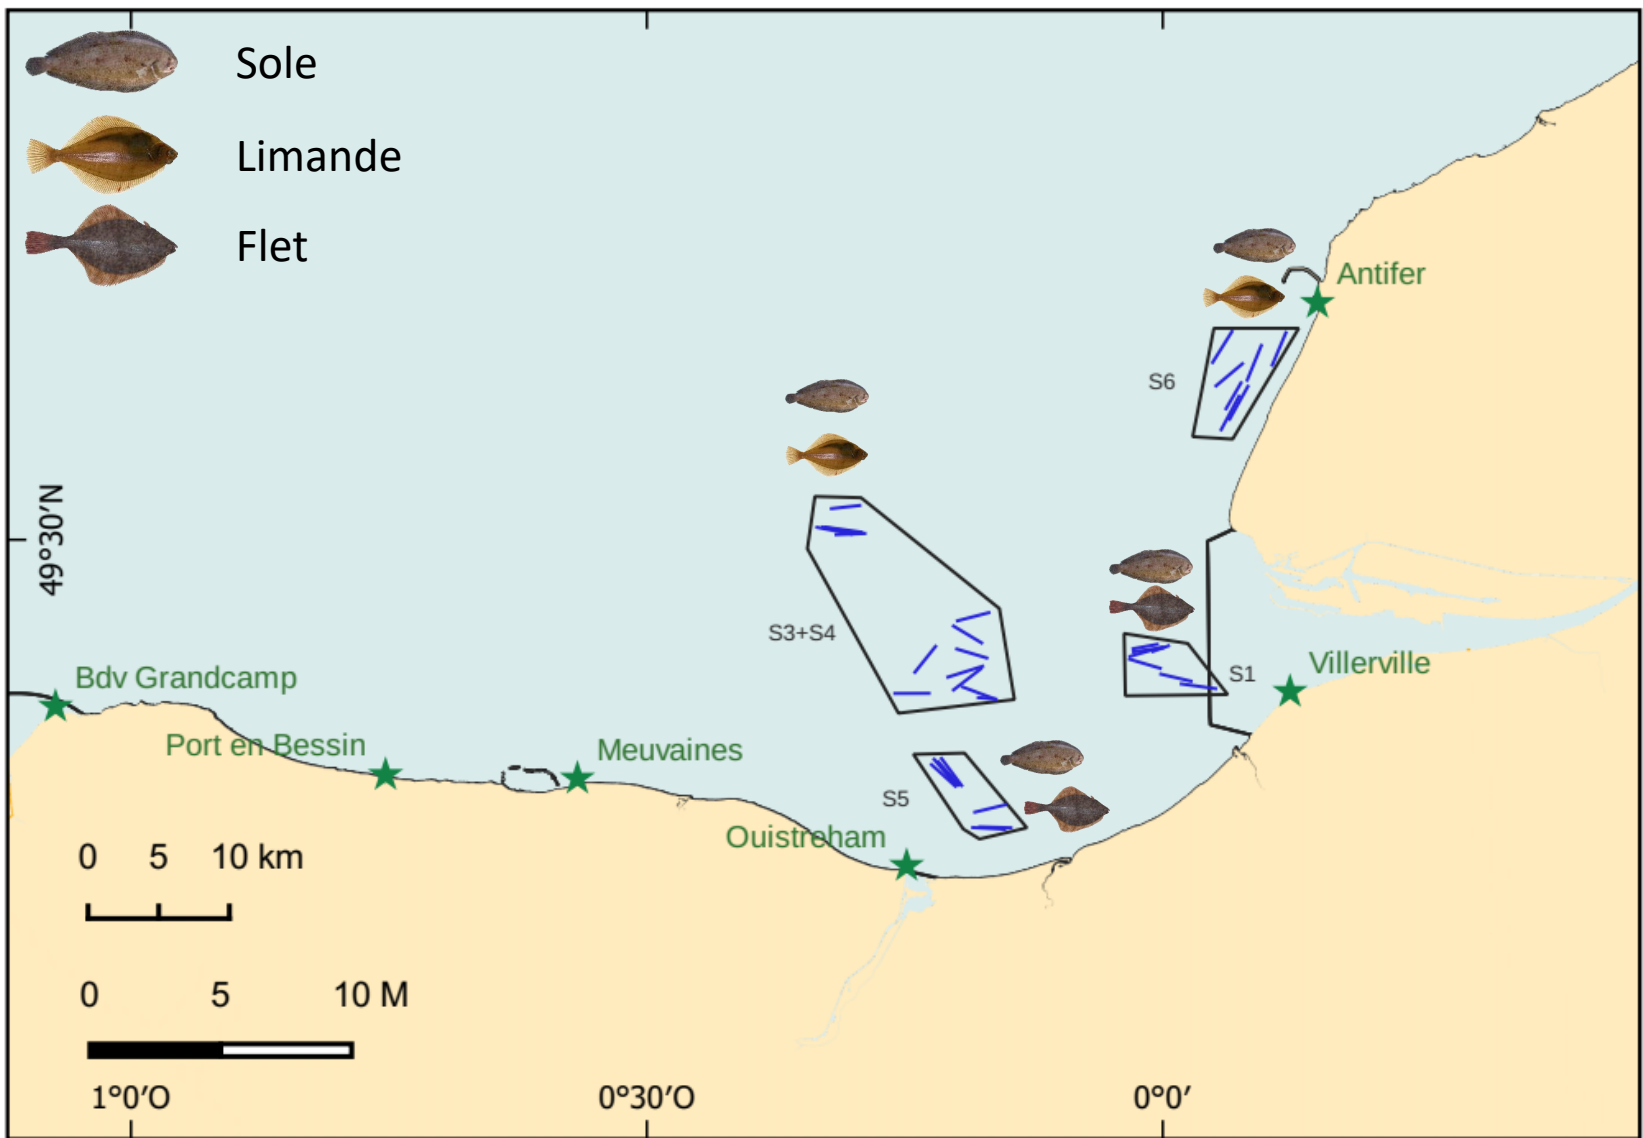 Sole
Limande
Flet
Antifer
S6
49°30'N
S3+S4
S1
Villerville
Bdv Grandcamp
Port en Bessin
Meuvaines
S5
Ouistreham
0 5 10 km
0 5 10 M
1°0'O 0°30'O 0°0'